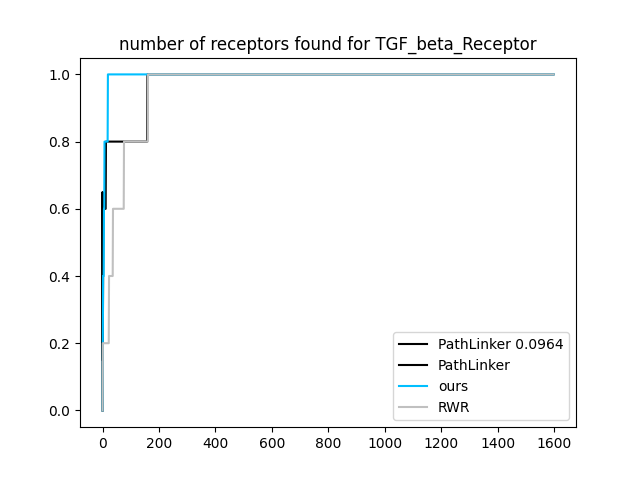 number of receptors found for TGF_beta_Receptor
1.0
0.8
0.6
0.4
0.2
0.0
PathLinker 0.0964
PathLinker
ours
RWR
0 200 400 600 800 1000 1200 1400 1600